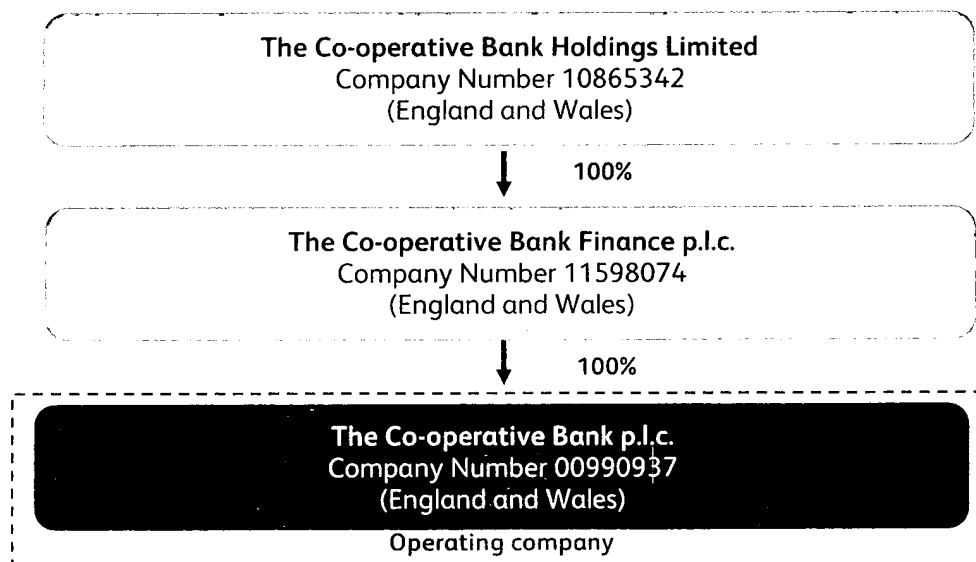 The Co-operative Bank Holdings Limited
Company Number 10865342
(England and Wales)
100%
The Co-operative Bank Finance p.l.c.
Company Number 11598074
(England and Wales)
100%
The Co-operative Bank p.l.c.
Company Number 00990937
(England and Wales)
Operating company